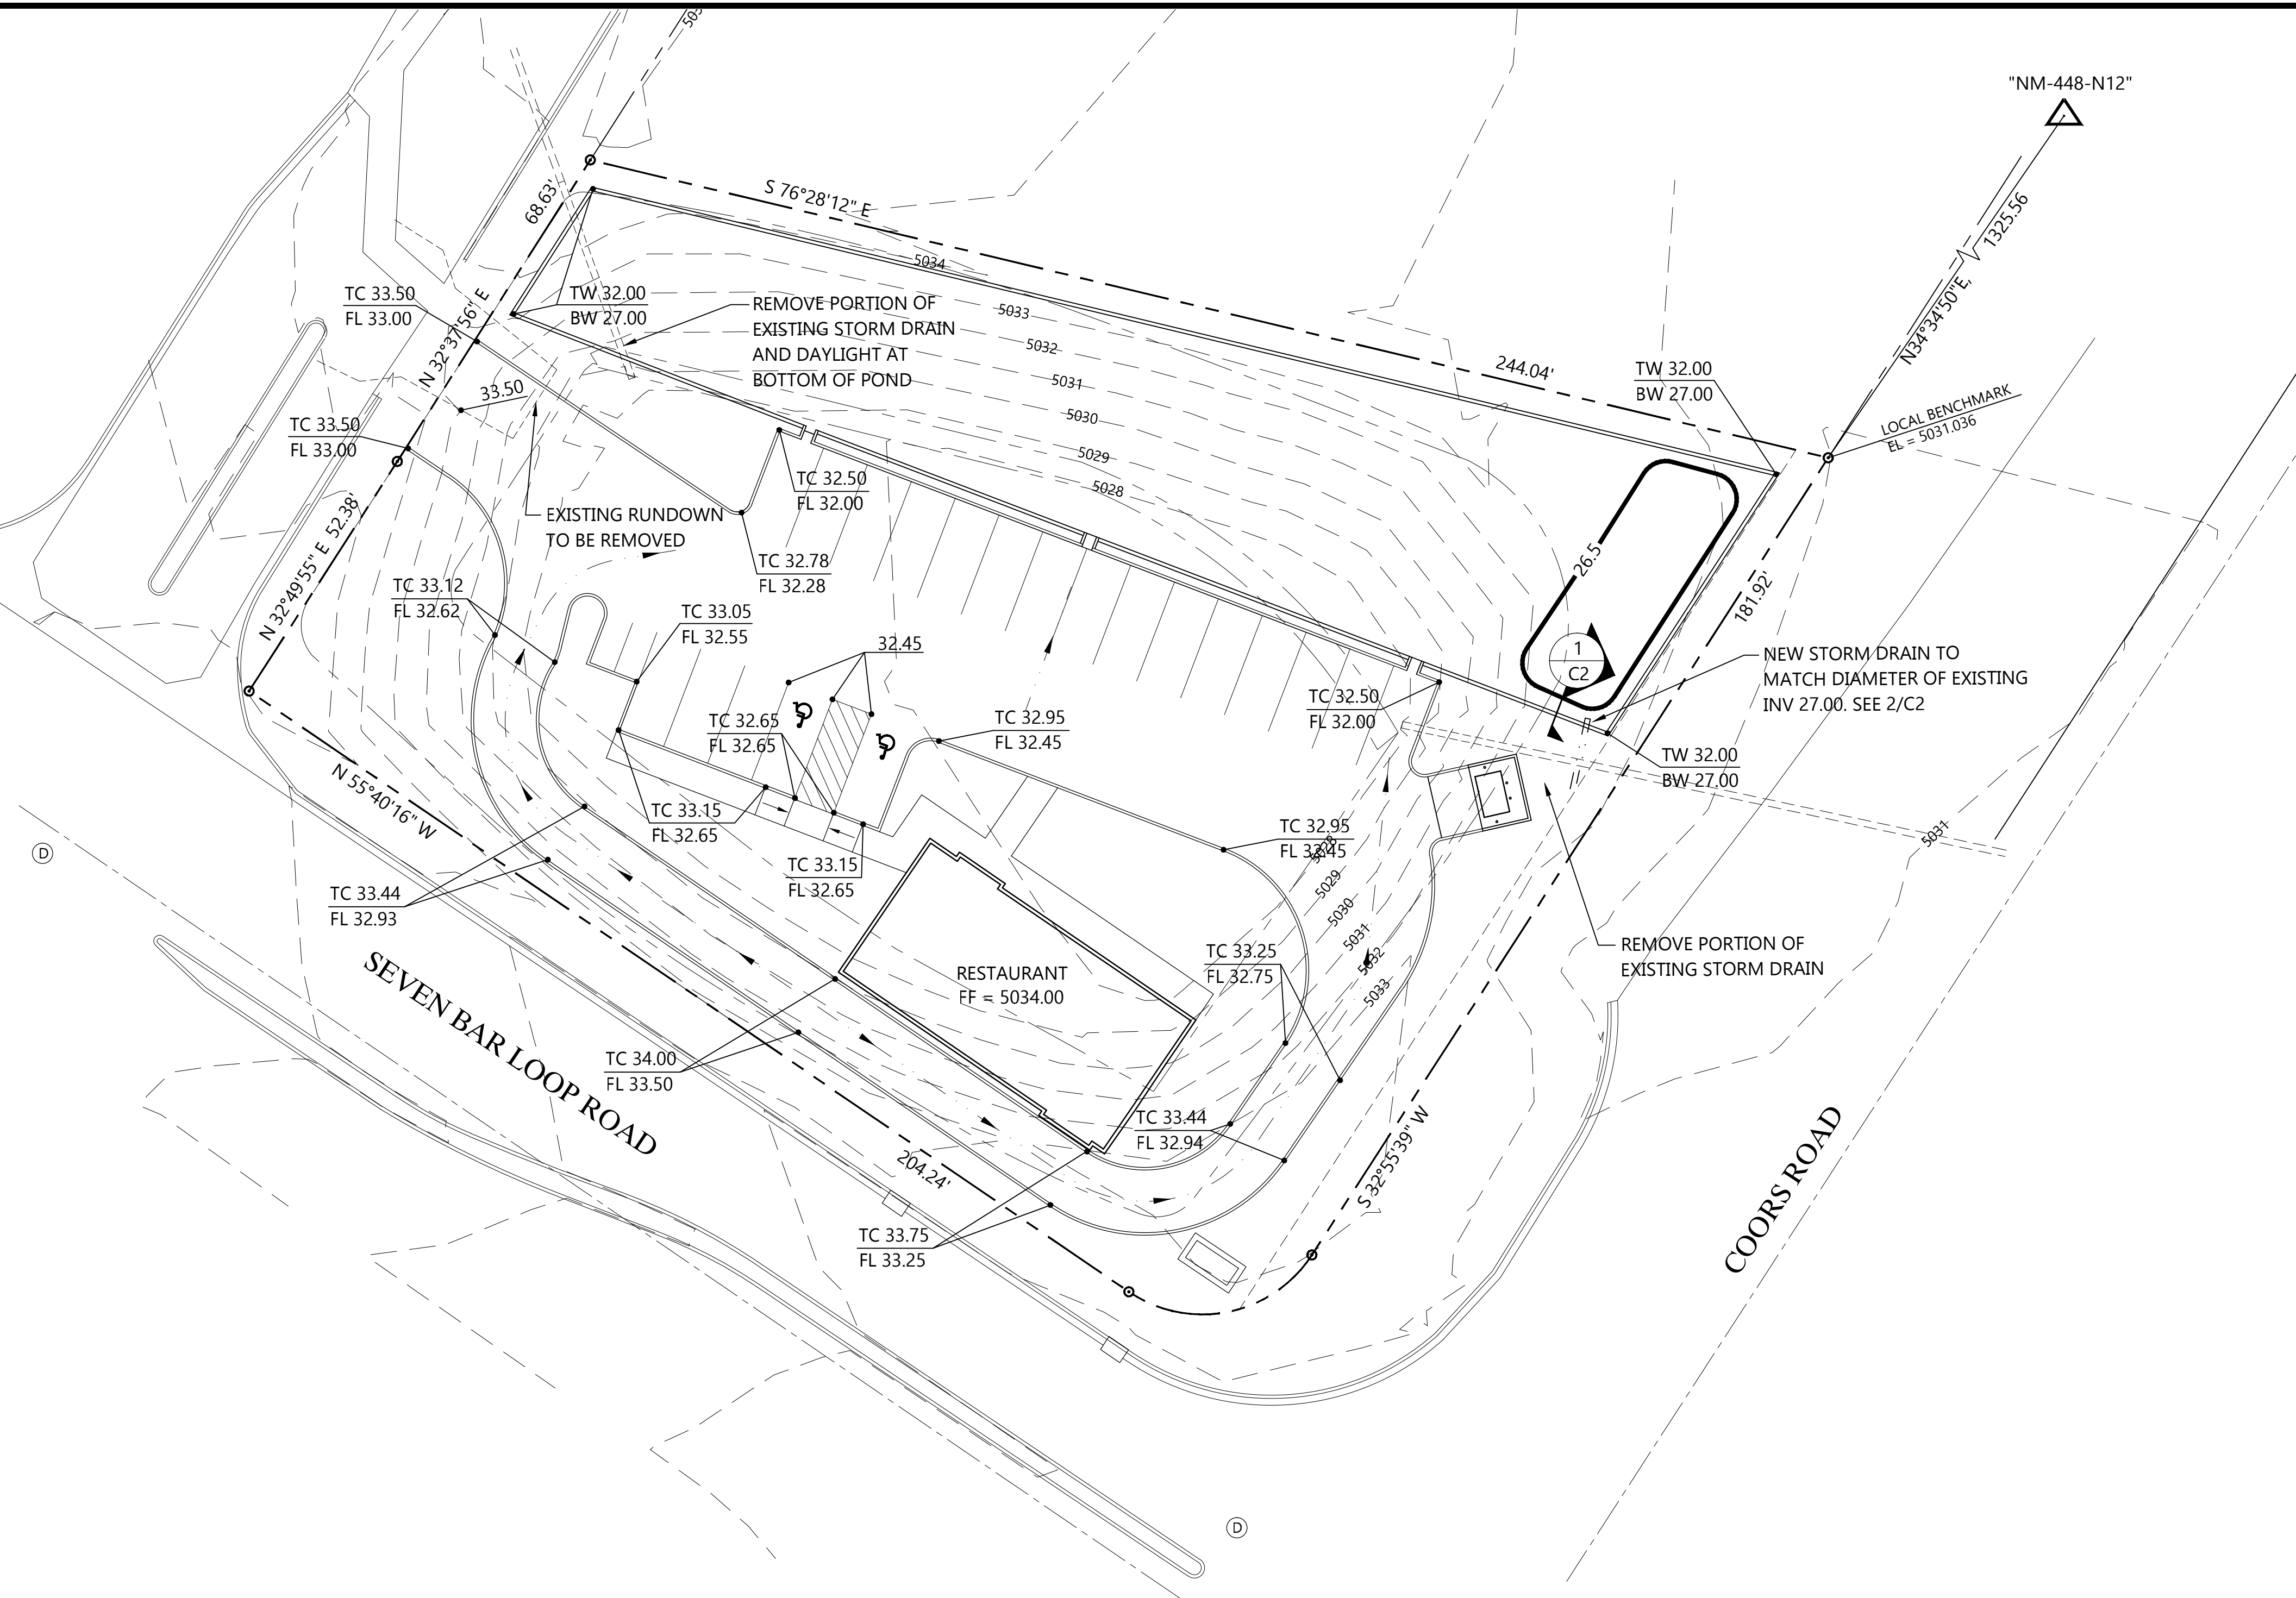 503
"NM-448-N12"
S 76°28'12" E
68.63'
N34°34'50"E,
1325.56
5034
TC 33.50
FL 33.00
N 32°37'56" E
TW 32.00
BW 27.00
REMOVE PORTION OF
EXISTING STORM DRAIN
AND DAYLIGHT AT
BOTTOM OF POND
5033
5032
5031
5030
5029
5028
244.04'
TW 32.00
BW 27.00
LOCAL BENCHMARK
EL = 5031.036
33.50
TC 33.50
FL 33.00
TC 32.50
FL 32.00
EXISTING RUNDOWN
TO BE REMOVED
N 32°49'55" E 52.38'
TC 32.78
FL 32.28
26.5
181.92'
TC 33.12
FL 32.62
TC 33.05
FL 32.55
32.45
1
C2
NEW STORM DRAIN TO
MATCH DIAMETER OF EXISTING
INV 27.00. SEE 2/C2
TC 32.50
FL 32.00
TC 32.65
FL 32.65
TC 32.95
FL 32.45
TW 32.00
BW 27.00
N 55°40'16" W
TC 33.15
FL 32.65
TC 32.95
FL 32.45
5031
D
TC 33.15
FL 32.65
5028
5029
5030
5031
5032
5033
TC 33.44
FL 32.93
REMOVE PORTION OF
EXISTING STORM DRAIN
TC 33.25
FL 32.75
RESTAURANT
FF = 5034.00
SEVEN BAR LOOP ROAD
TC 34.00
FL 33.50
TC 33.44
FL 32.94
S 32°55'39" W
204.24'
COORS ROAD
TC 33.75
FL 33.25
D